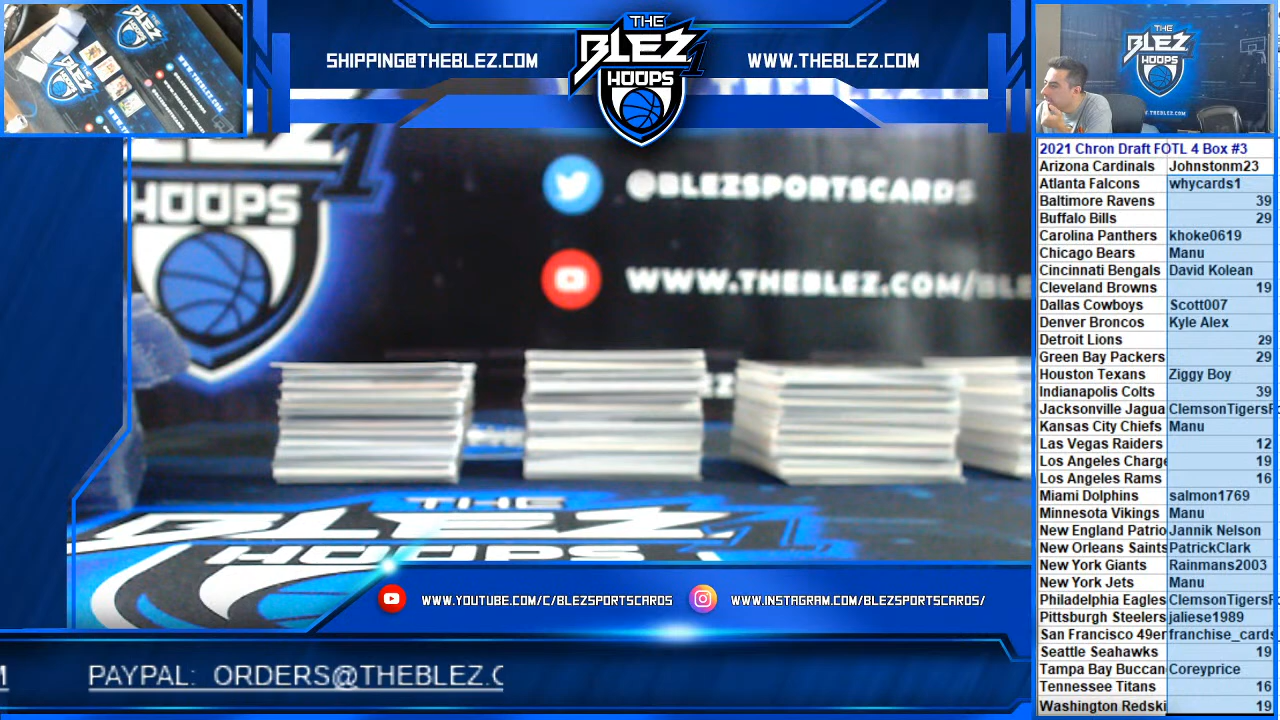 SHIPPING@THEBLEZ.COM
THE
BLEZ1
HOOPS
WWW.THEBLEZ.COM
THE
BLEZ
2021 Chron Draft FOTL 4 Box #3
Arizona Cardinals Johnstonm23
Atlanta Falcons whycards1
Baltimore Ravens 39
Buffalo Bills 29
Carolina Panthers khoke0619
Chicago Bears Manu
Cincinnati Bengals David Kolean
Cleveland Browns 19
Dallas Cowboys Scott007
Denver Broncos Kyle Alex
Detroit Lions 29
Green Bay Packers 29
Houston Texans Ziggy Boy
Indianapolis Colts 39
Jacksonville Jagua ClemsonTigersFo
Kansas City Chiefs Manu
Las Vegas Raiders 12
Los Angeles Charge 19
Los Angeles Rams 16
Miami Dolphins salmon1769
Minnesota Vikings Manu
New England Patrio Jannik Nelson
New Orleans Saints PatrickClark
New York Giants Rainmans2003
New York Jets Manu
Philadelphia Eagles ClemsonTigersFo
Pittsburgh Steelers jaliese1989
San Francisco 49er franchise_cards
Seattle Seahawks 19
Tampa Bay Buccan Coreyprice
Tennessee Titans 16
Washington Redski 19
1
HOOPS
@BLEZSPORTSCARDS
WWW.THEBLEZ.COM/BLE
THE
BLEZ1
HOOPS
WWW.YOUTUBE.COM/C/BLEZSPORTSCARDS
WWW.INSTAGRAM.COM/BLEZSPORTSCARDS/
PAYPAL: ORDERS@THEBLEZ.C